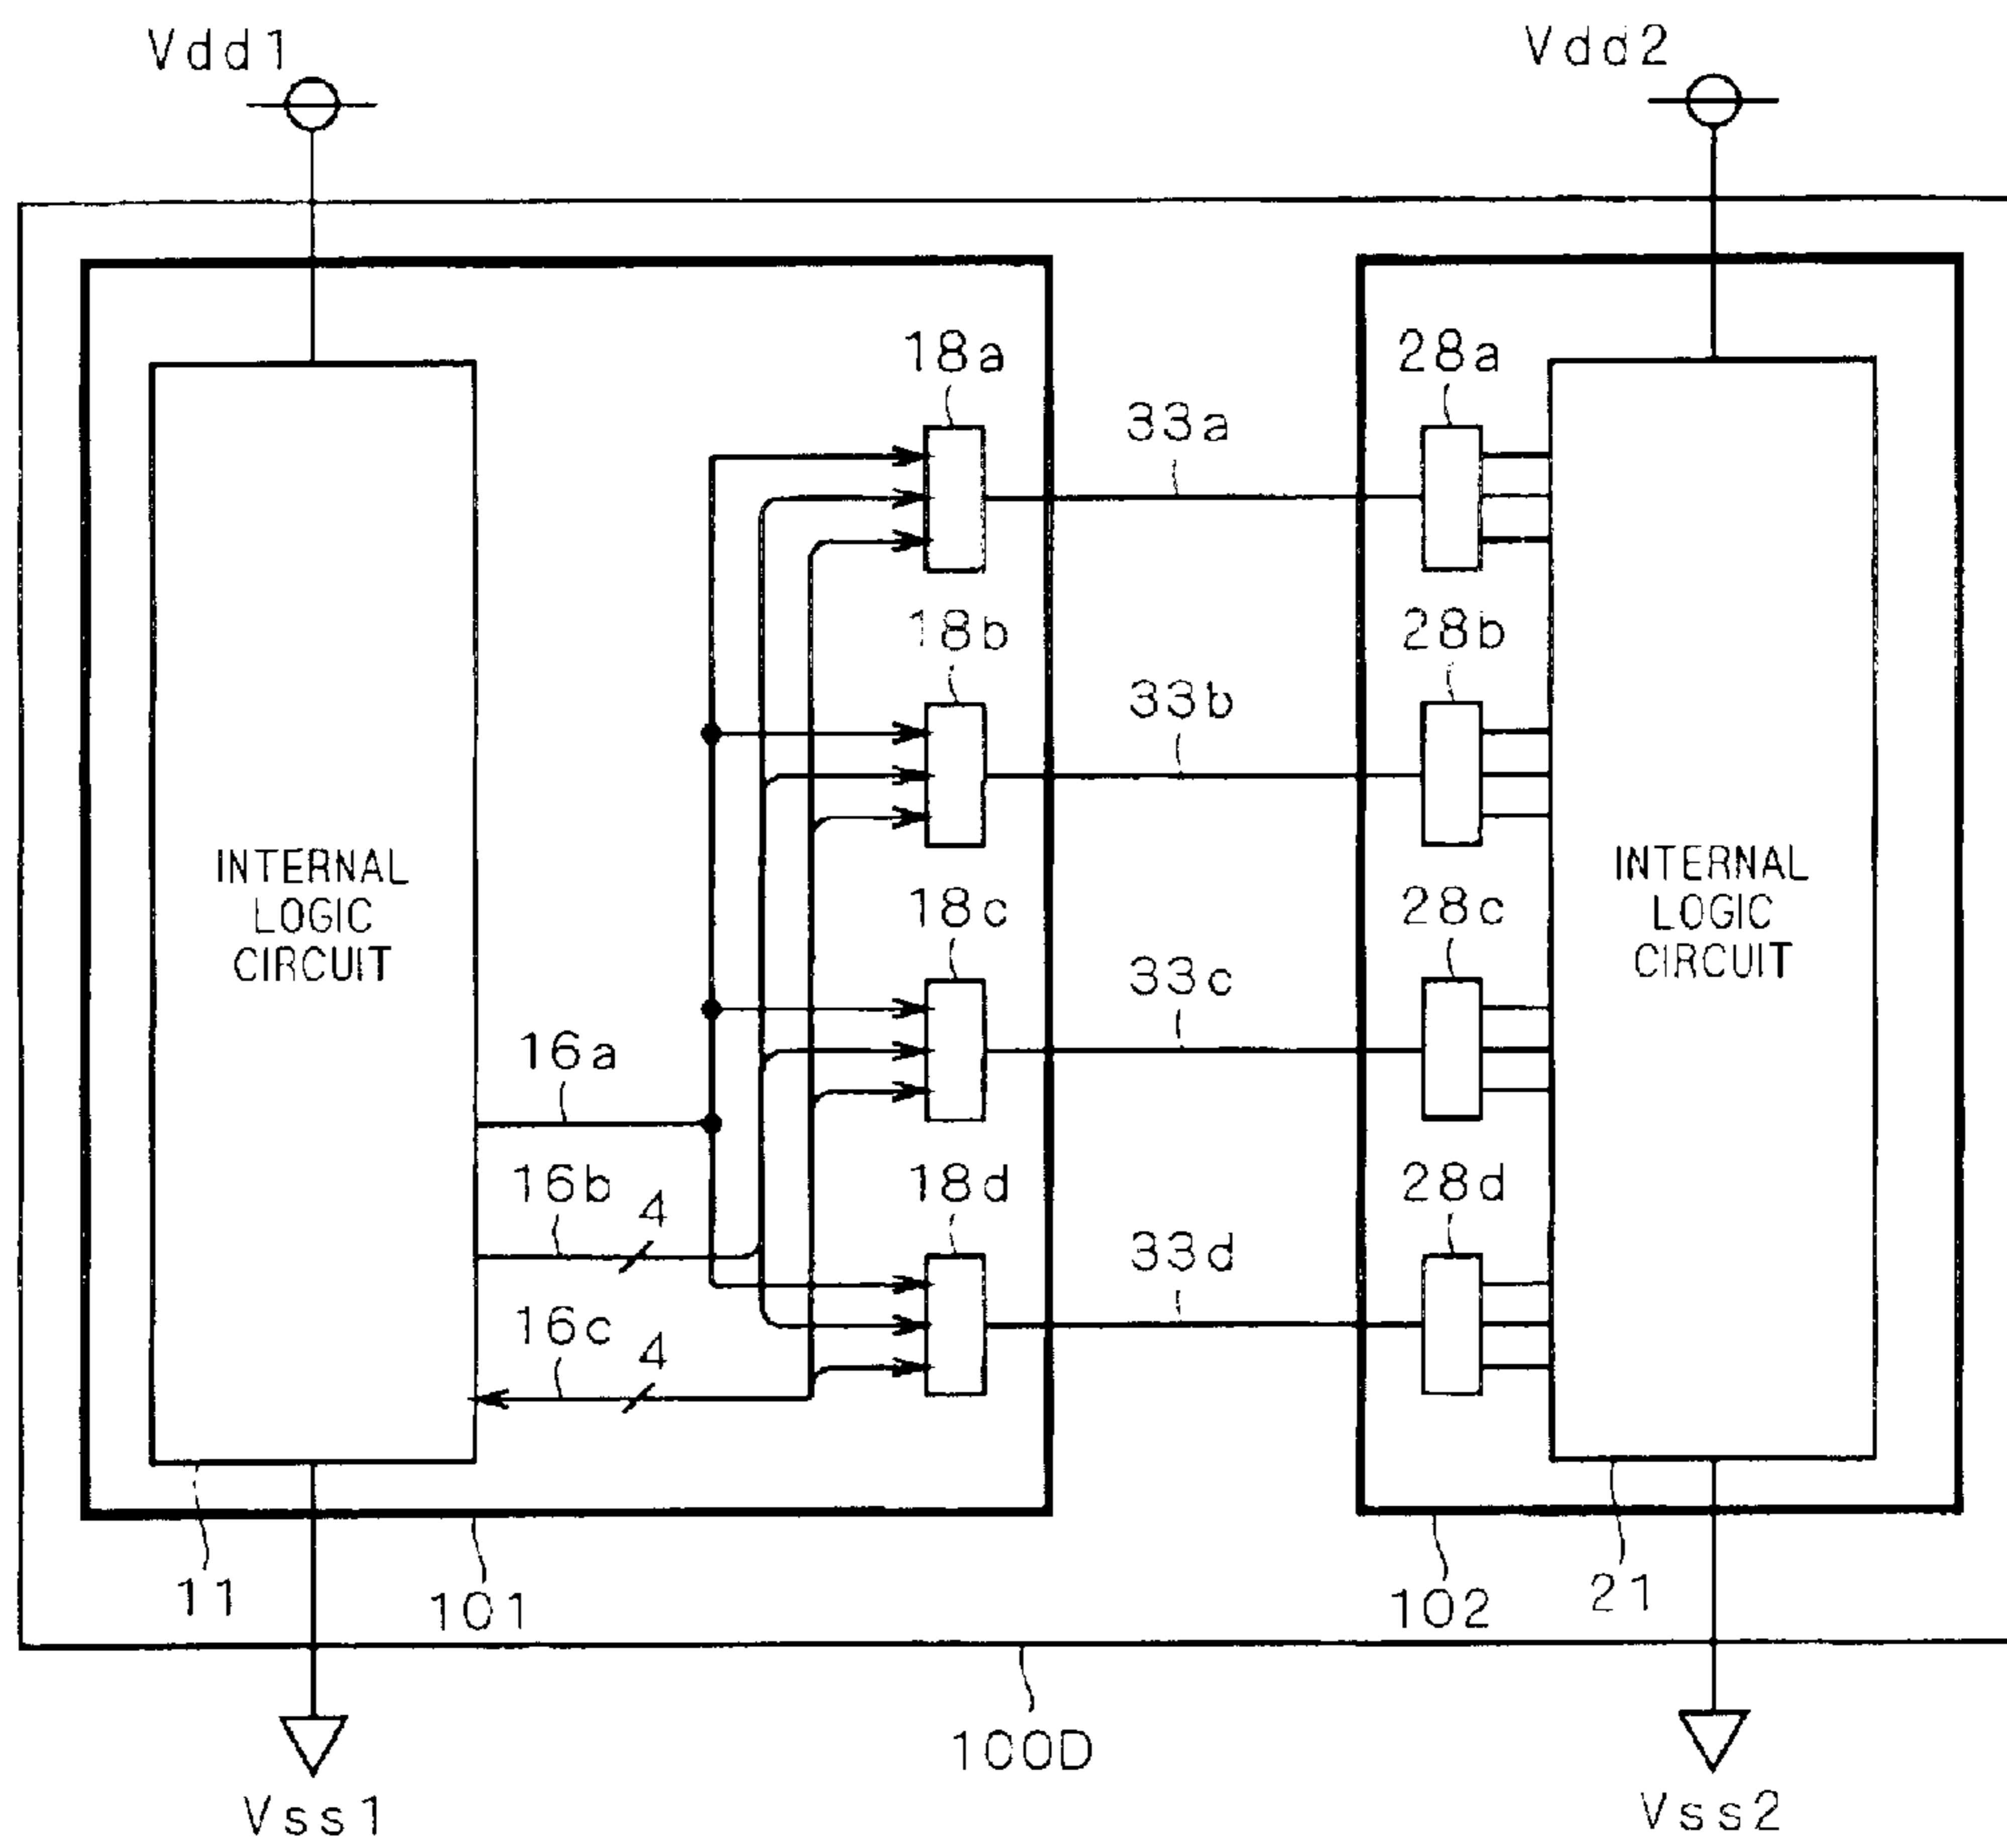 Vdd1
Vdd2
18a
28a
33a
18b
28b
33b
INTERNAL
LOGIC
CIRCUIT
INTERNAL
LOGIC
CIRCUIT
18c
28c
33c
16a
16b
4
18d
28d
33d
16c
4
11
101
102
21
100D
Vss1
Vss2